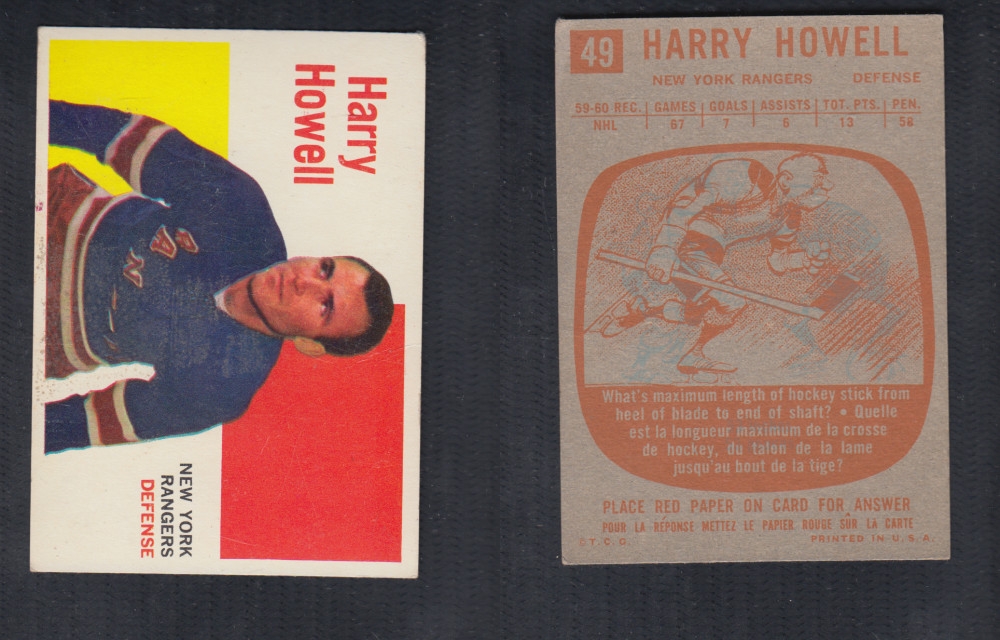 Harry
Howell
RAN
NEW YORK
RANGERS
DEFENSE
49 HARRY HOWELL
NEW YORK RANGERS DEFENSE
59-60 REC. GAMES GOALS ASSISTS TOT. PTS. PEN.
NHL 67 7 6 13 58
What's maximum length of hockey stick from
heel of blade to end of shaft? • Quelle
est la longueur maximum de la crosse
de hockey, du talon de la lame
jusqu'au bout de la tige?
PLACE RED PAPER ON CARD FOR ANSWER
POUR LA RÉPONSE METTEZ LE PAPIER ROUGE SUR LA CARTE
© T.C.G. PRINTED IN U.S.A.